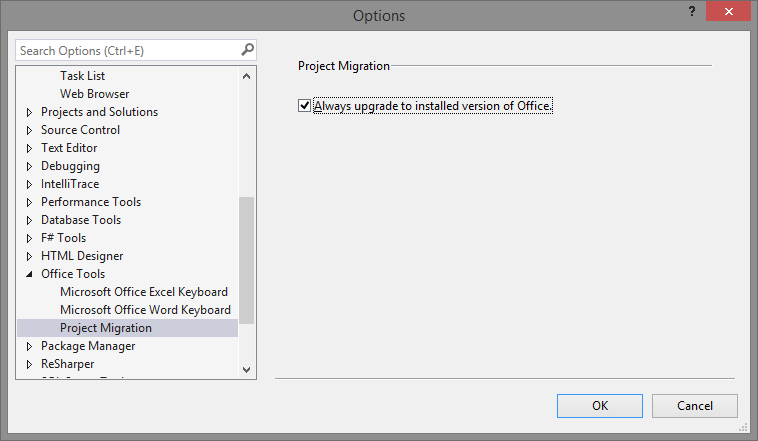 Options
?
Search Options (Ctrl+E)
Task List
Web Browser
Projects and Solutions
Source Control
Text Editor
Debugging
IntelliTrace
Performance Tools
Database Tools
F# Tools
HTML Designer
Office Tools
Microsoft Office Excel Keyboard
Microsoft Office Word Keyboard
Project Migration
Package Manager
ReSharper
Project Migration
Always upgrade to installed version of Office.
OK
Cancel